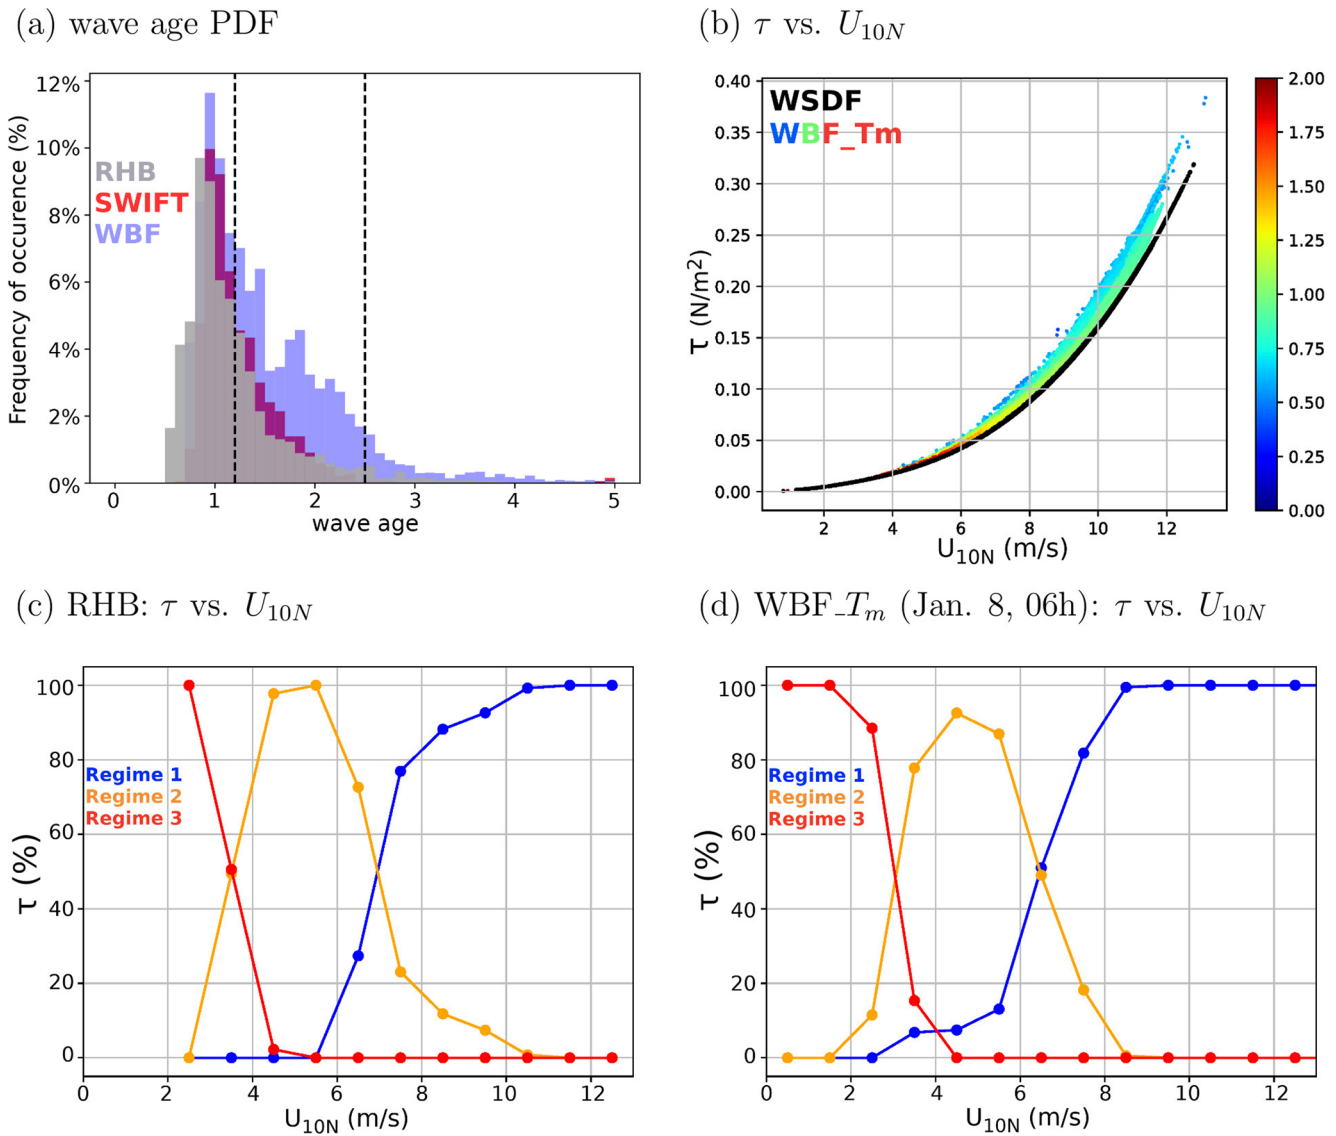 (a) wave age PDF
12%
10%
8%
6%
4%
2%
0%
Frequency of occurence (%)
RHB
SWIFT
WBF
0 1 2 3 4 5
wave age
(b) τ vs. U10N
0.40
0.35
0.30
0.25
0.20
0.15
0.10
0.05
0.00
τ (N/m²)
WSDF
WBF_Tm
2 4 6 8 10 12
U10N (m/s)
2.00
1.75
1.50
1.25
1.00
0.75
0.50
0.25
0.00
(c) RHB: τ vs. U10N
100
80
60
40
20
0
τ (%)
Regime 1
Regime 2
Regime 3
0 2 4 6 8 10 12
U10N (m/s)
(d) WBF_Tm (Jan. 8, 06h): τ vs. U10N
100
80
60
40
20
0
τ (%)
Regime 1
Regime 2
Regime 3
0 2 4 6 8 10 12
U10N (m/s)